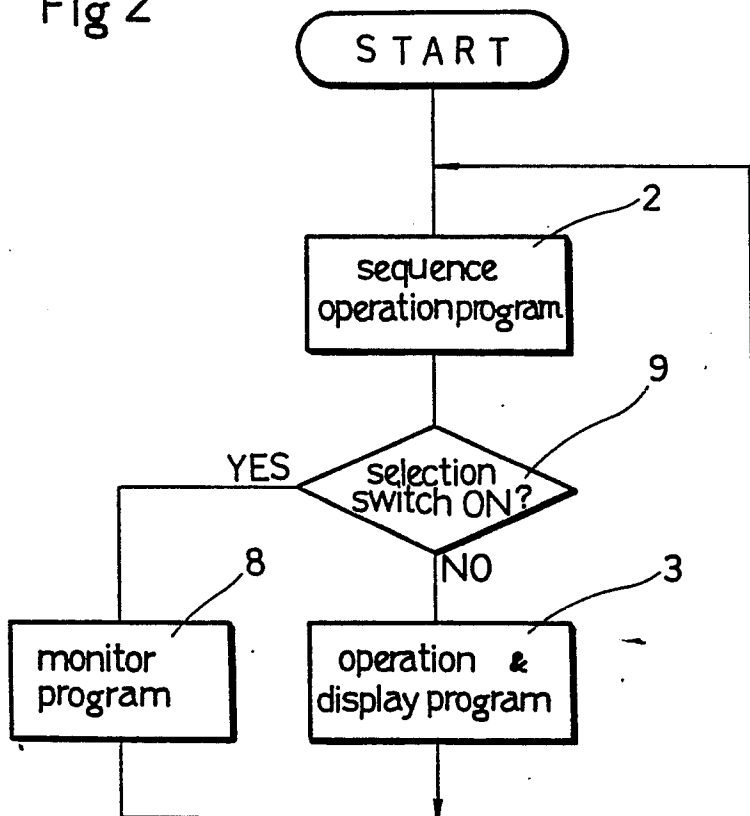 Fig 2
START
2
sequence
operation program
9
YES
selection
switch ON?
NO
8
3
monitor
program
operation &
display program